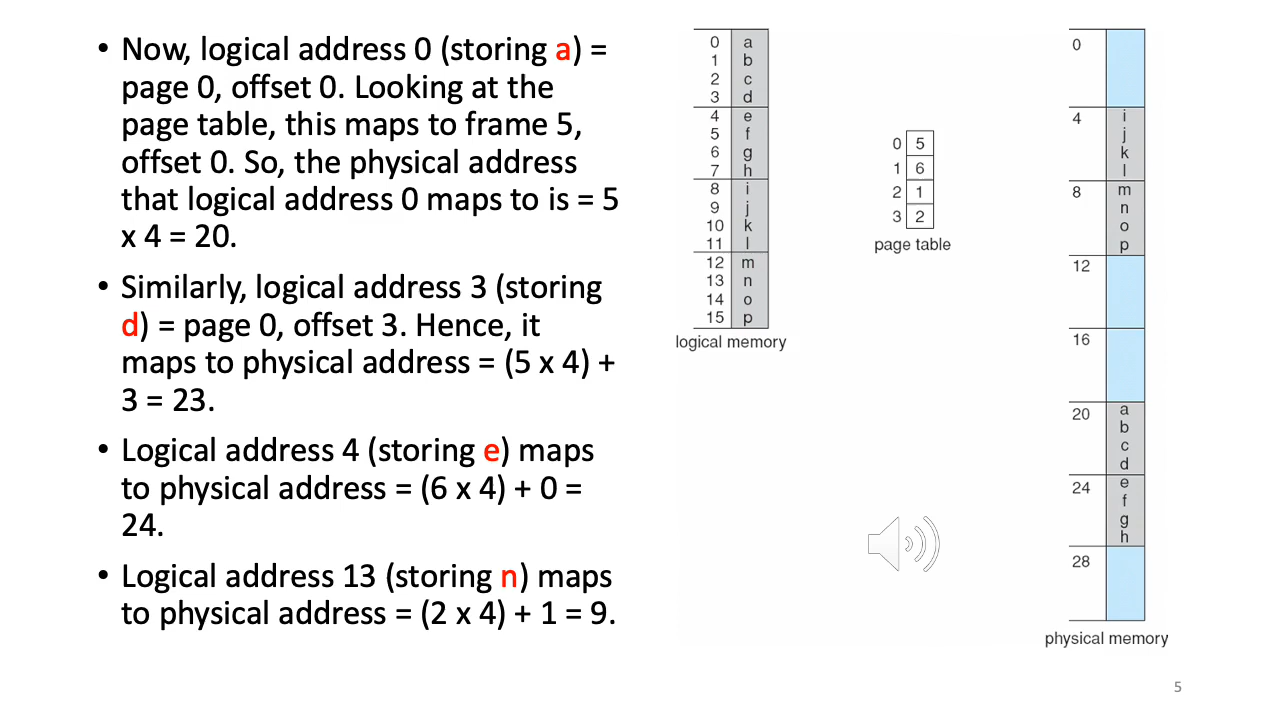 • Now, logical address 0 (storing a) =
page 0, offset 0. Looking at the
page table, this maps to frame 5,
offset 0. So, the physical address
that logical address 0 maps to is = 5
x 4 = 20.
• Similarly, logical address 3 (storing
d) = page 0, offset 3. Hence, it
maps to physical address = (5 x 4) +
3 = 23.
• Logical address 4 (storing e) maps
to physical address = (6 x 4) + 0 =
24.
• Logical address 13 (storing n) maps
to physical address = (2 x 4) + 1 = 9.
0 a
1 b
2 c
3 d
4 e
5 f
6 g
7 h
8 i
9 j
10 k
11 l
12 m
13 n
14 o
15 p
logical memory
0 5
1 6
2 1
3 2
page table
0
4 i
j
k
l
8 m
n
o
p
12
16
20 a
b
c
d
24 e
f
g
h
28
physical memory
5